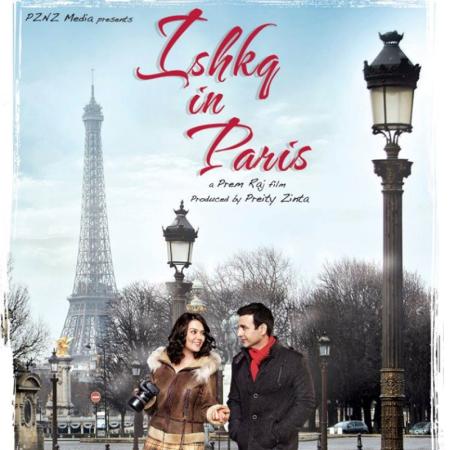 PZNZ Media presents
Ishkq
in
Paris
a Prem Raj film
Produced by Preity Zinta